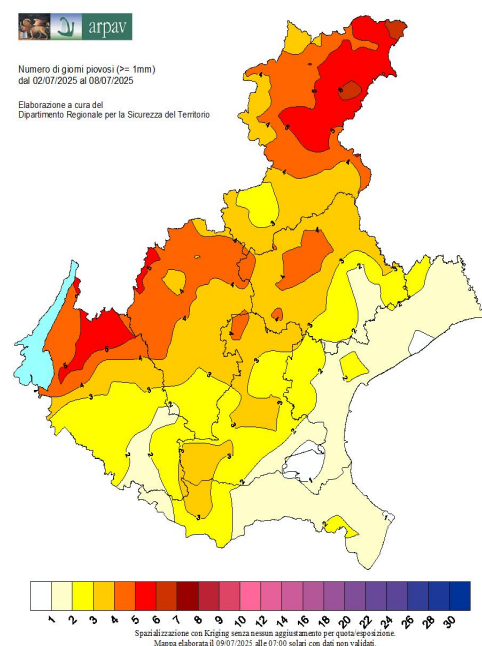 arpav
Numero di giorni piovosi (>= 1mm)
dal 02/07/2025 al 08/07/2025
Elaborazione a cura del
Dipartimento Regionale per la Sicurezza del Territorio
1 2 3 4 5 6 7 8 9 10 12 14 16 18 20 22 24 26 28 30
Spazializzazione con Kriging senza nessun aggiustamento per quota/esposizione.
Mappa elaborata il 09/07/2025 alle 07:00 solari con dati non validati.